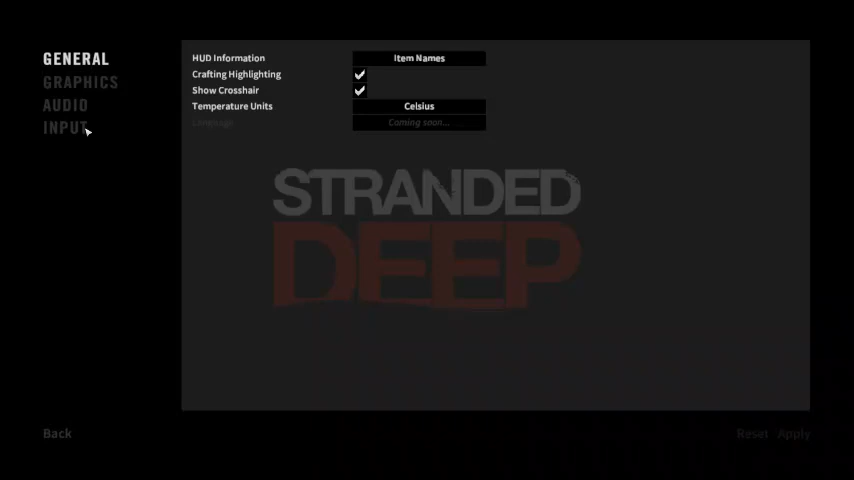 GENERAL
GRAPHICS
AUDIO
INPUT
HUD Information Item Names
Crafting Highlighting
Show Crosshair
Temperature Units Celsius
Language Coming soon...
STRANDED
DEEP
Back
Reset Apply